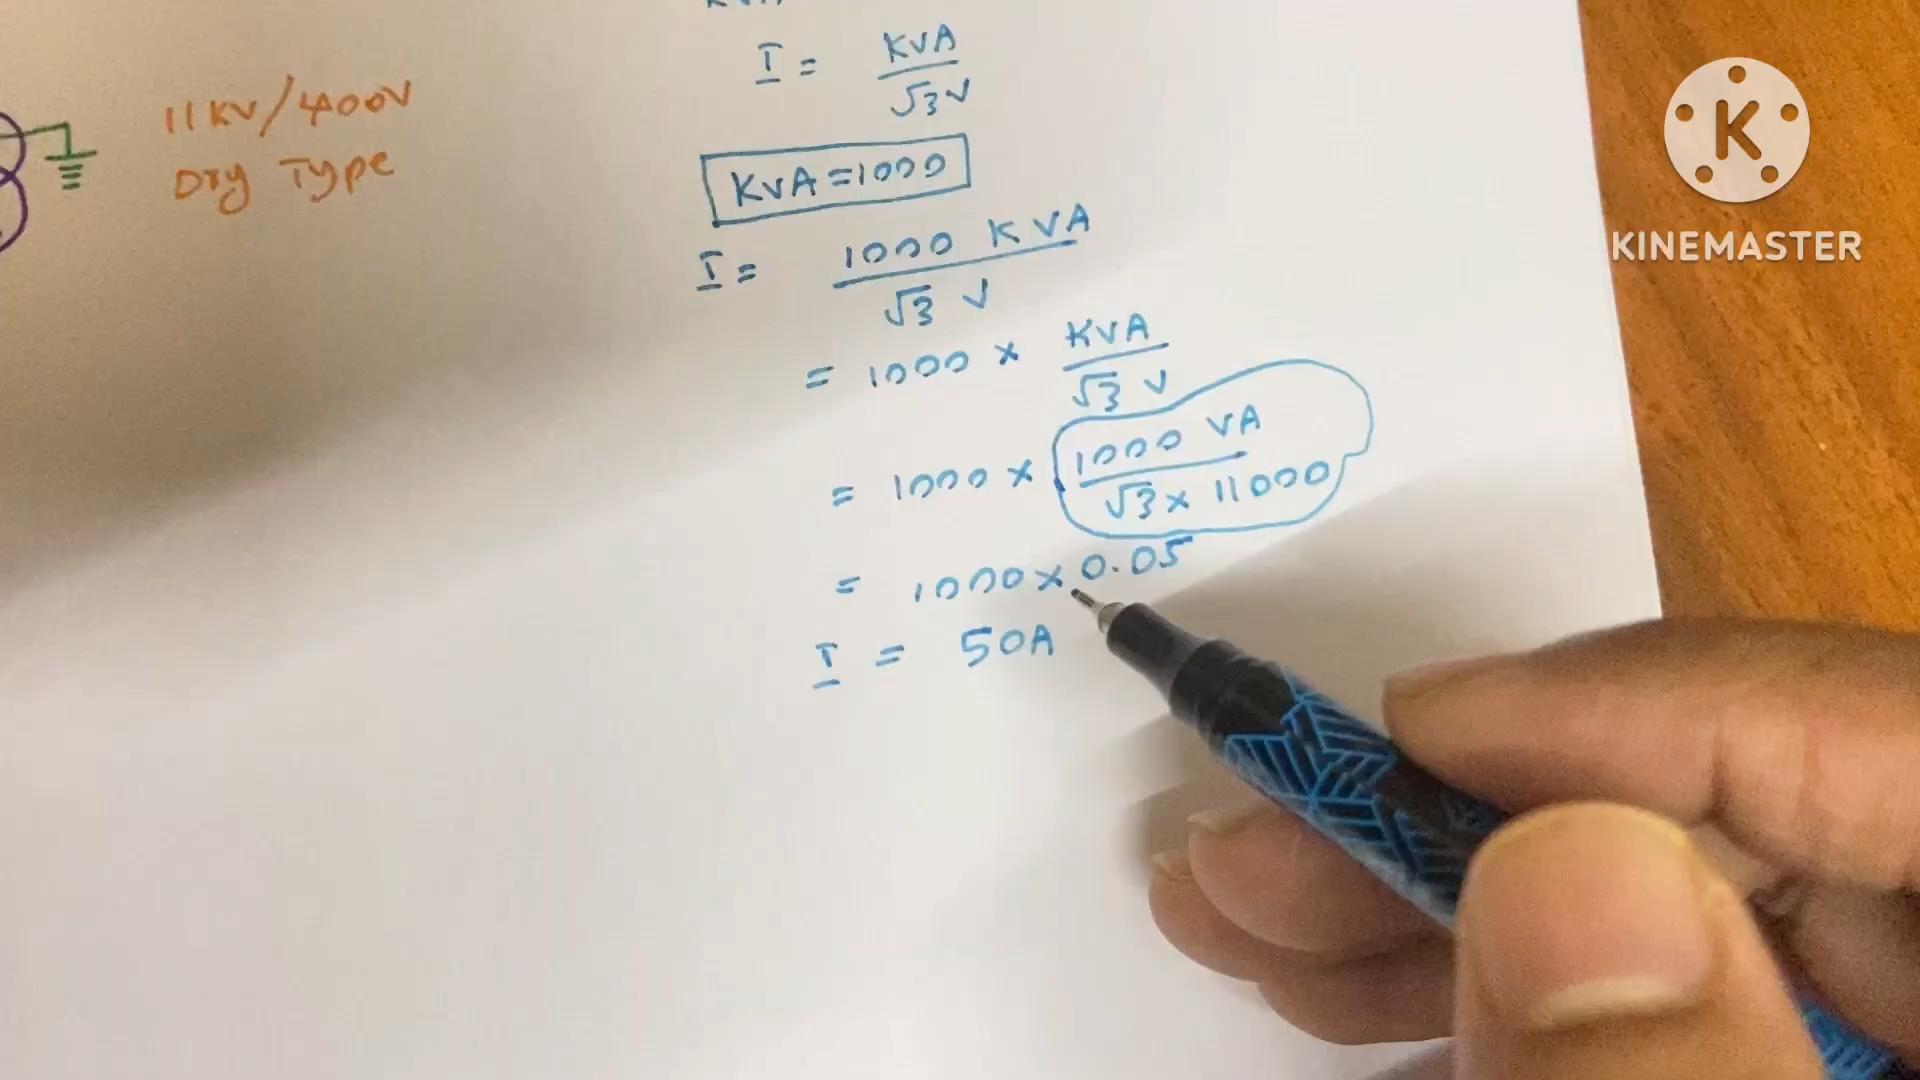 I = KVA
√3 V
11KV/400V
Dry Type
KVA=1000
I = 1000 KVA
√3 V
= 1000 × KVA
√3 V
= 1000 × 1000 VA
√3 × 11000
= 1000 × 0.05
I = 50A
K
KINEMASTER